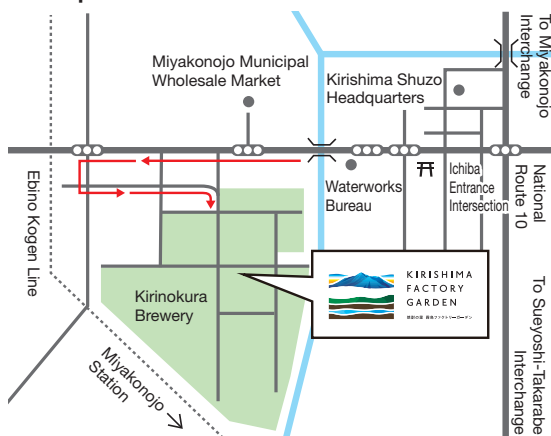 To Miyakonojo
Interchange
Miyakonojo Municipal
Wholesale Market
Kirishima Shuzo
Headquarters
Ebino Kogen Line
Waterworks
Bureau
Ichiba
Entrance
Intersection
National
Route 10
KIRISHIMA
FACTORY
GARDEN
Kirinokura
Brewery
Miyakonojo
Station
To Sueyoshi-Takarabe
Interchange